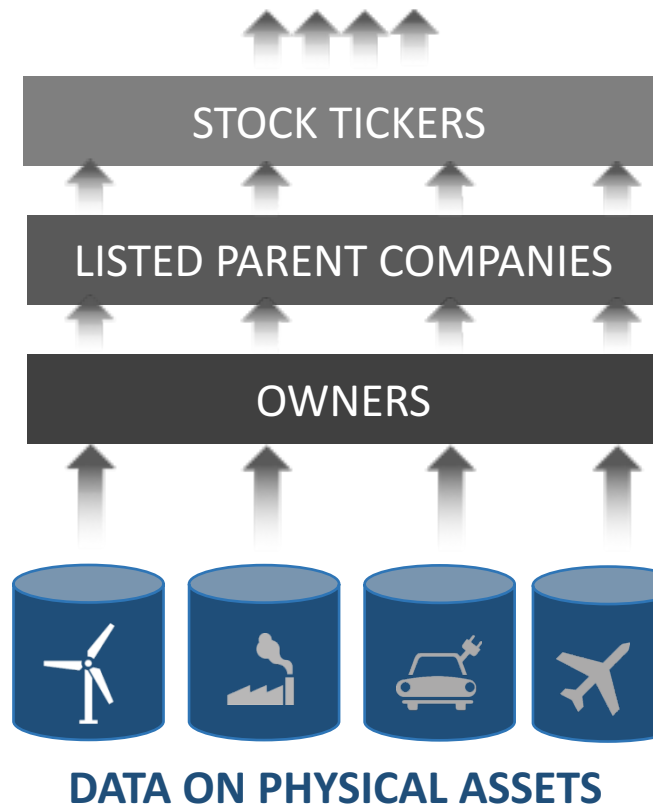 STOCK TICKERS
LISTED PARENT COMPANIES
OWNERS
DATA ON PHYSICAL ASSETS